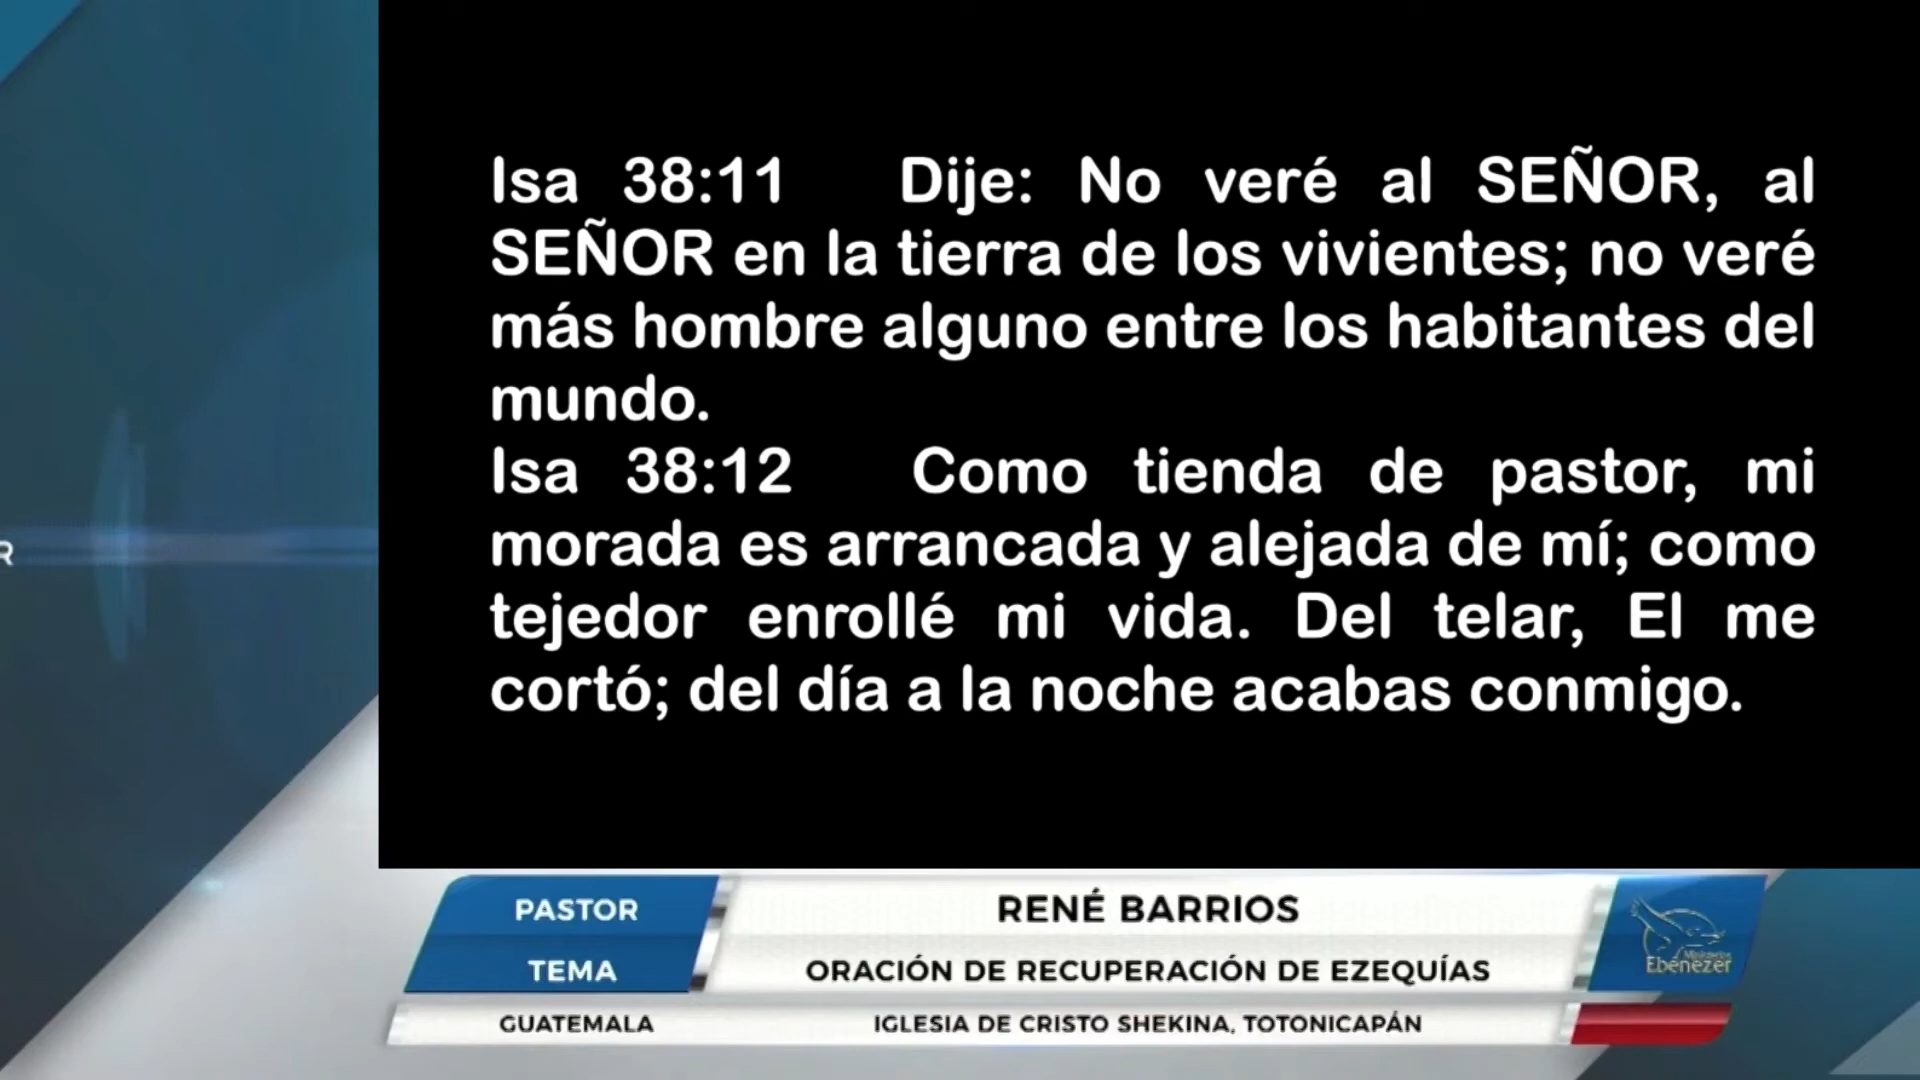 Isa 38:11 Dije: No veré al SEÑOR, al
SEÑOR en la tierra de los vivientes; no veré
más hombre alguno entre los habitantes del
mundo.
Isa 38:12 Como tienda de pastor, mi
morada es arrancada y alejada de mí; como
tejedor enrollé mi vida. Del telar, El me
cortó; del día a la noche acabas conmigo.
R
PASTOR RENÉ BARRIOS
TEMA ORACIÓN DE RECUPERACIÓN DE EZEQUÍAS
Ministerios
Ebenezer
GUATEMALA IGLESIA DE CRISTO SHEKINA, TOTONICAPÁN